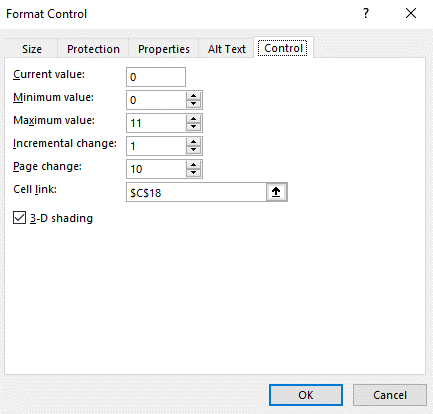 Format Control
?
Size Protection Properties Alt Text Control
Current value: 0
Minimum value: 0
Maximum value: 11
Incremental change: 1
Page change: 10
Cell link: $C$18
3-D shading
OK Cancel